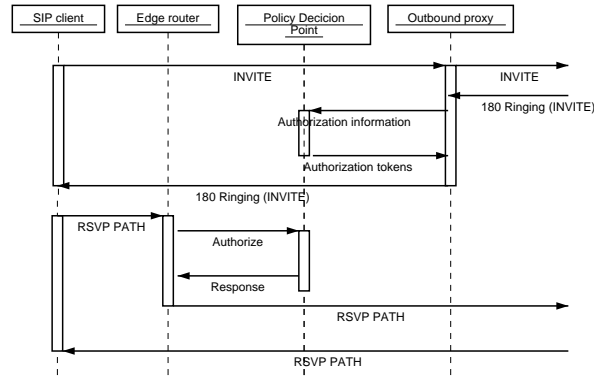 SIP client
Edge router
Policy Decicion
Point
Outbound proxy
INVITE
INVITE
180 Ringing (INVITE)
Authorization information
Authorization tokens
180 Ringing (INVITE)
RSVP PATH
Authorize
Response
RSVP PATH
RSVP PATH